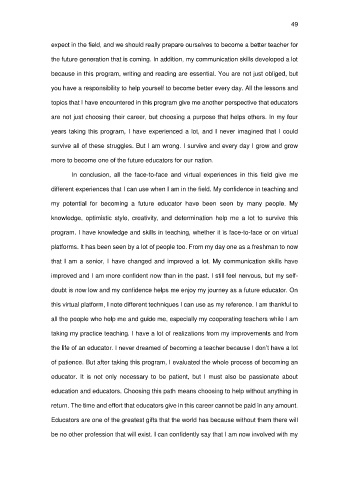 49
expect in the field, and we should really prepare ourselves to become a better teacher for
the future generation that is coming. In addition, my communication skills developed a lot
because in this program, writing and reading are essential. You are not just obliged, but
you have a responsibility to help yourself to become better every day. All the lessons and
topics that I have encountered in this program give me another perspective that educators
are not just choosing their career, but choosing a purpose that helps others. In my four
years taking this program, I have experienced a lot, and I never imagined that I could
survive all of these struggles. But I am wrong. I survive and every day I grow and grow
more to become one of the future educators for our nation.
In conclusion, all the face-to-face and virtual experiences in this field give me
different experiences that I can use when I am in the field. My confidence in teaching and
my potential for becoming a future educator have been seen by many people. My
knowledge, optimistic style, creativity, and determination help me a lot to survive this
program. I have knowledge and skills in teaching, whether it is face-to-face or on virtual
platforms. It has been seen by a lot of people too. From my day one as a freshman to now
that I am a senior, I have changed and improved a lot. My communication skills have
improved and I am more confident now than in the past. I still feel nervous, but my self-
doubt is now low and my confidence helps me enjoy my journey as a future educator. On
this virtual platform, I note different techniques I can use as my reference. I am thankful to
all the people who help me and guide me, especially my cooperating teachers while I am
taking my practice teaching. I have a lot of realizations from my improvements and from
the life of an educator. I never dreamed of becoming a teacher because I don't have a lot
of patience. But after taking this program, I evaluated the whole process of becoming an
educator. It is not only necessary to be patient, but I must also be passionate about
education and educators. Choosing this path means choosing to help without anything in
return. The time and effort that educators give in this career cannot be paid in any amount.
Educators are one of the greatest gifts that the world has because without them there will
be no other profession that will exist. I can confidently say that I am now involved with my